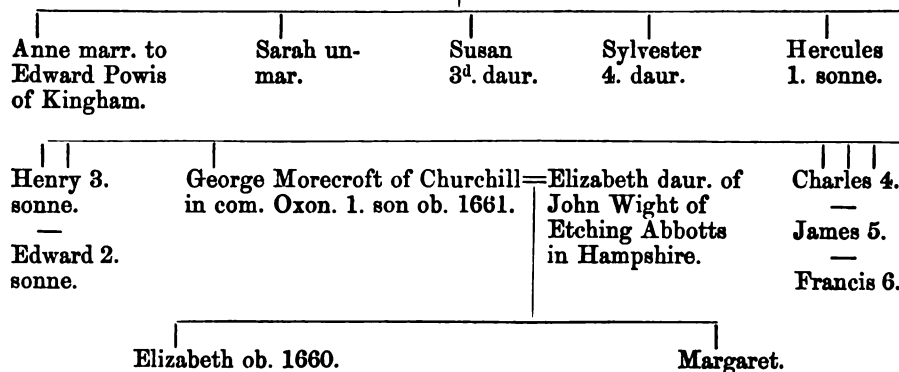 Anne marr. to
Edward Powis
of Kingham.
Sarah un-
mar.
Susan
3d. daur.
Sylvester
4. daur.
Hercules
1. sonne.
Henry 3.
sonne.
—
Edward 2.
sonne.
George Morecroft of Churchill=Elizabeth daur. of
in com. Oxon. 1. son ob. 1661.
John Wight of
Etching Abbotts
in Hampshire.
Charles 4.
—
James 5.
—
Francis 6.
Elizabeth ob. 1660.
Margaret.